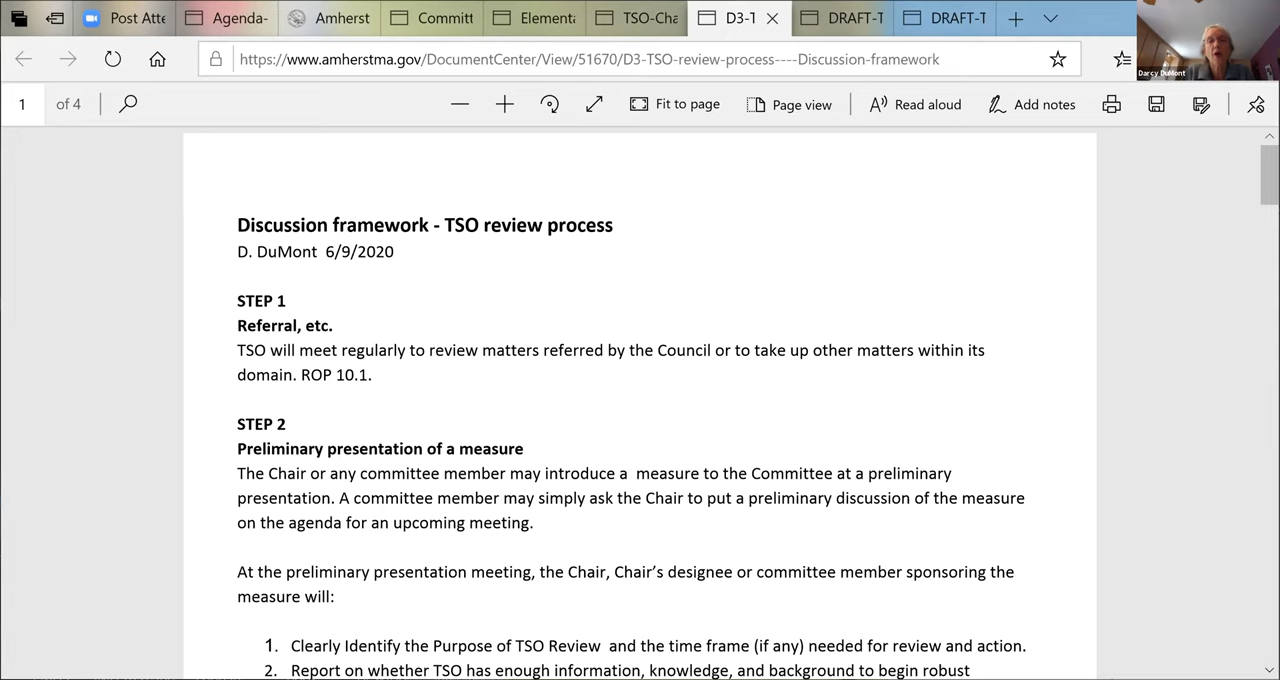 Post Atte
Agenda-
Amherst
Committ
Elementa
TSO-Cha
D3-T
DRAFT-T
DRAFT-T
https://www.amherstma.gov/DocumentCenter/View/51670/D3-TSO-review-process----Discussion-framework
Darcy DuMont
1 of 4
Fit to page
Page view
Read aloud
Add notes
Discussion framework - TSO review process
D. DuMont 6/9/2020
STEP 1
Referral, etc.
TSO will meet regularly to review matters referred by the Council or to take up other matters within its
domain. ROP 10.1.
STEP 2
Preliminary presentation of a measure
The Chair or any committee member may introduce a measure to the Committee at a preliminary
presentation. A committee member may simply ask the Chair to put a preliminary discussion of the measure
on the agenda for an upcoming meeting.
At the preliminary presentation meeting, the Chair, Chair’s designee or committee member sponsoring the
measure will:
1. Clearly Identify the Purpose of TSO Review and the time frame (if any) needed for review and action.
2. Report on whether TSO has enough information, knowledge, and background to begin robust